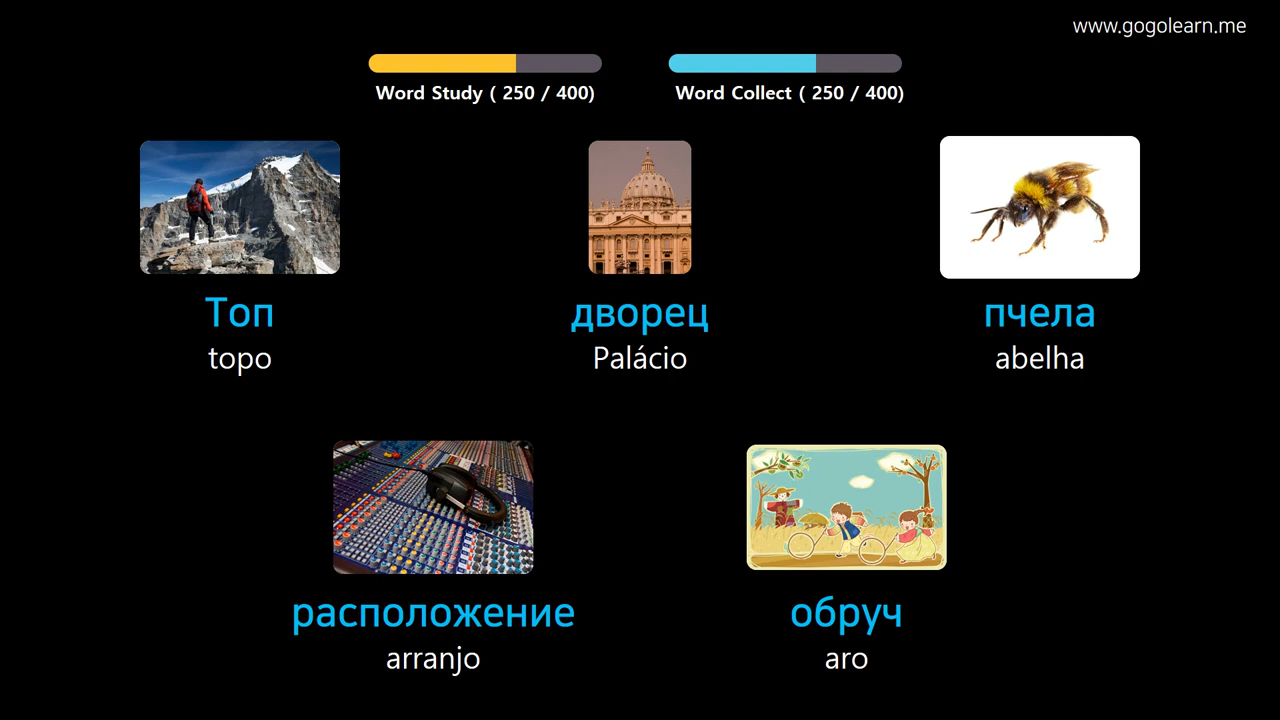 www.gogolearn.me
Word Study ( 250 / 400)
Word Collect ( 250 / 400)
Топ
topo
дворец
Palácio
пчела
abelha
расположение
arranjo
обруч
aro